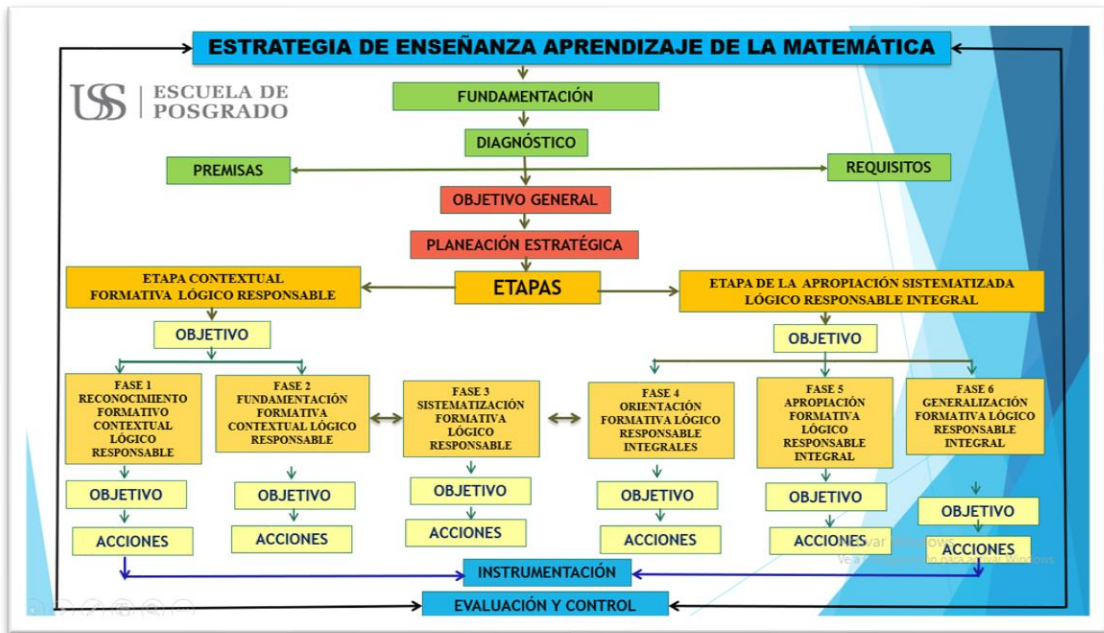 ESTRATEGIA DE ENSEÑANZA APRENDIZAJE DE LA MATEMÁTICA
USS
ESCUELA DE
POSGRADO
FUNDAMENTACIÓN
DIAGNÓSTICO
PREMISAS
REQUISITOS
OBJETIVO GENERAL
PLANEACIÓN ESTRATÉGICA
ETAPA CONTEXTUAL
FORMATIVA LÓGICO RESPONSABLE
ETAPAS
ETAPA DE LA APROPIACIÓN SISTEMATIZADA
LÓGICO RESPONSABLE INTEGRAL
OBJETIVO
OBJETIVO
FASE 1
RECONOCIMIENTO
FORMATIVO
CONTEXTUAL
LÓGICO
RESPONSABLE
FASE 2
FUNDAMENTACIÓN
FORMATIVA
CONTEXTUAL LÓGICO
RESPONSABLE
FASE 3
SISTEMATIZACIÓN
FORMATIVA
LÓGICO
RESPONSABLE
FASE 4
ORIENTACIÓN
FORMATIVA LÓGICO
RESPONSABLE
INTEGRALES
FASE 5
APROPIACIÓN
FORMATIVA
LÓGICO
RESPONSABLE
INTEGRAL
FASE 6
GENERALIZACIÓN
FORMATIVA LÓGICO
RESPONSABLE
INTEGRAL
OBJETIVO
OBJETIVO
OBJETIVO
OBJETIVO
OBJETIVO
OBJETIVO
ACCIONES
ACCIONES
ACCIONES
ACCIONES
ACCIONES
ACCIONES
INSTRUMENTACIÓN
EVALUACIÓN Y CONTROL